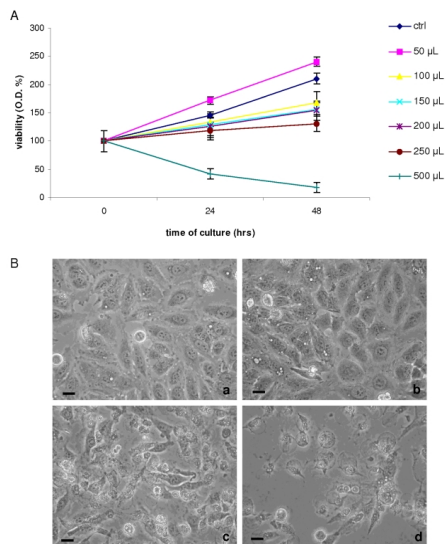 A
300
250
200
150
100
50
0
viability (O.D. %)
0 24 48
time of culture (hrs)
ctrl
50 µL
100 µL
150 µL
200 µL
250 µL
500 µL
B
a
b
c
d